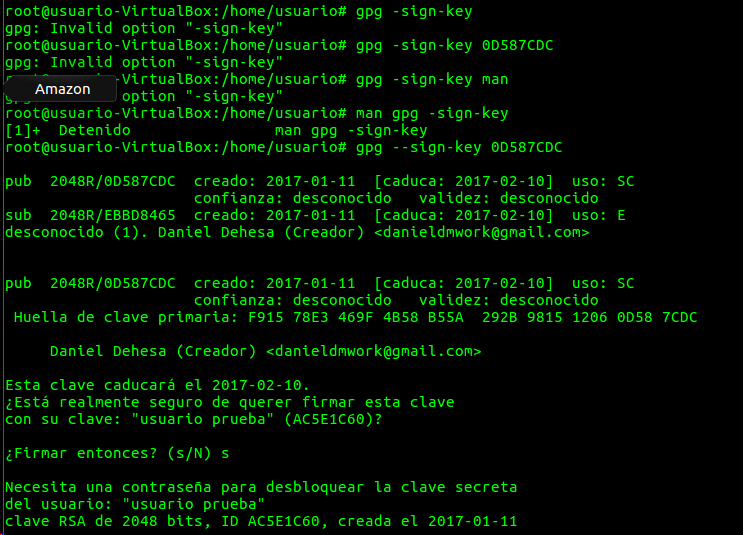 root@usuario-VirtualBox:/home/usuario# gpg -sign-key
gpg: Invalid option "-sign-key"
root@usuario-VirtualBox:/home/usuario# gpg -sign-key 0D587CDC
gpg: Invalid option "-sign-key"
-VirtualBox:/home/usuario# gpg -sign-key man
Amazon
option "-sign-key"
root@usuario-VirtualBox:/home/usuario# man gpg -sign-key
[1]+  Detenido                man gpg -sign-key
root@usuario-VirtualBox:/home/usuario# gpg --sign-key 0D587CDC
pub  2048R/0D587CDC  creado: 2017-01-11  [caduca: 2017-02-10]  uso: SC
confianza: desconocido   validez: desconocido
sub  2048R/EBBD8465  creado: 2017-01-11  [caduca: 2017-02-10]  uso: E
desconocido (1). Daniel Dehesa (Creador) <danieldmwork@gmail.com>
pub  2048R/0D587CDC  creado: 2017-01-11  [caduca: 2017-02-10]  uso: SC
confianza: desconocido   validez: desconocido
Huella de clave primaria: F915 78E3 469F 4B58 B55A  292B 9815 1206 0D58 7CDC
Daniel Dehesa (Creador) <danieldmwork@gmail.com>
Esta clave caducará el 2017-02-10.
¿Está realmente seguro de querer firmar esta clave
con su clave: "usuario prueba" (AC5E1C60)?
¿Firmar entonces? (s/N) s
Necesita una contraseña para desbloquear la clave secreta
del usuario: "usuario prueba"
clave RSA de 2048 bits, ID AC5E1C60, creada el 2017-01-11